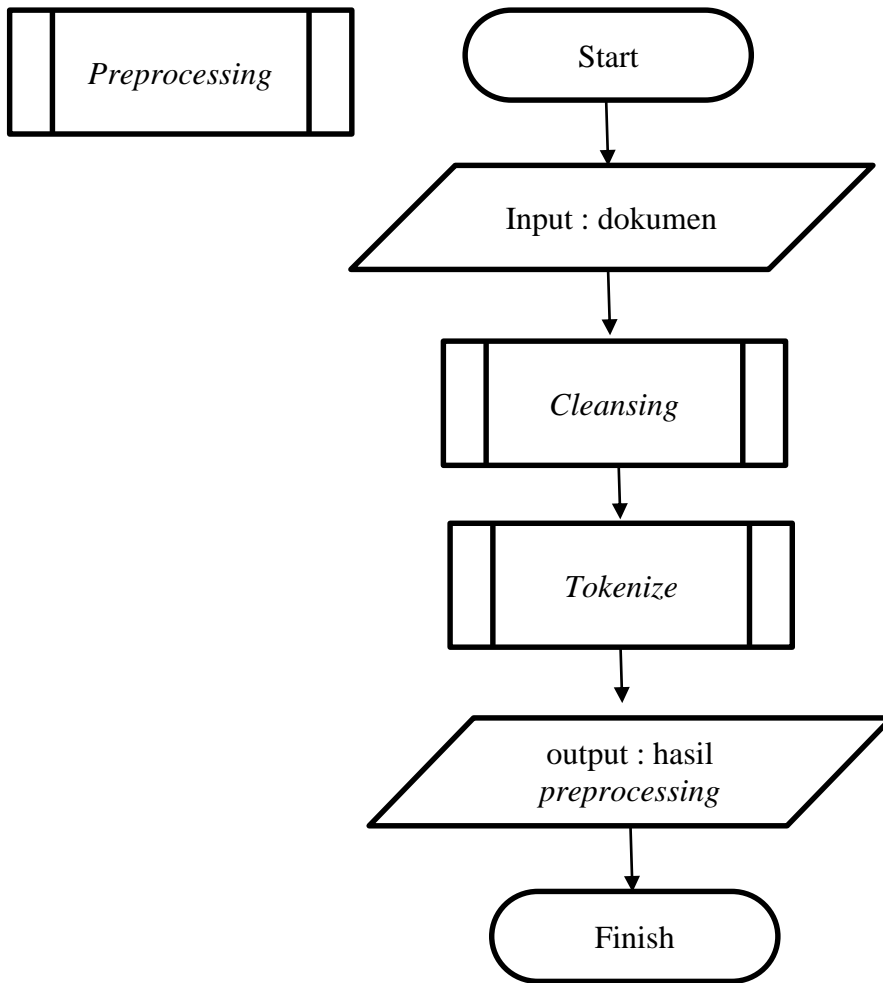 Preprocessing
Start
Input : dokumen
Cleansing
Tokenize
output : hasil
preprocessing
Finish